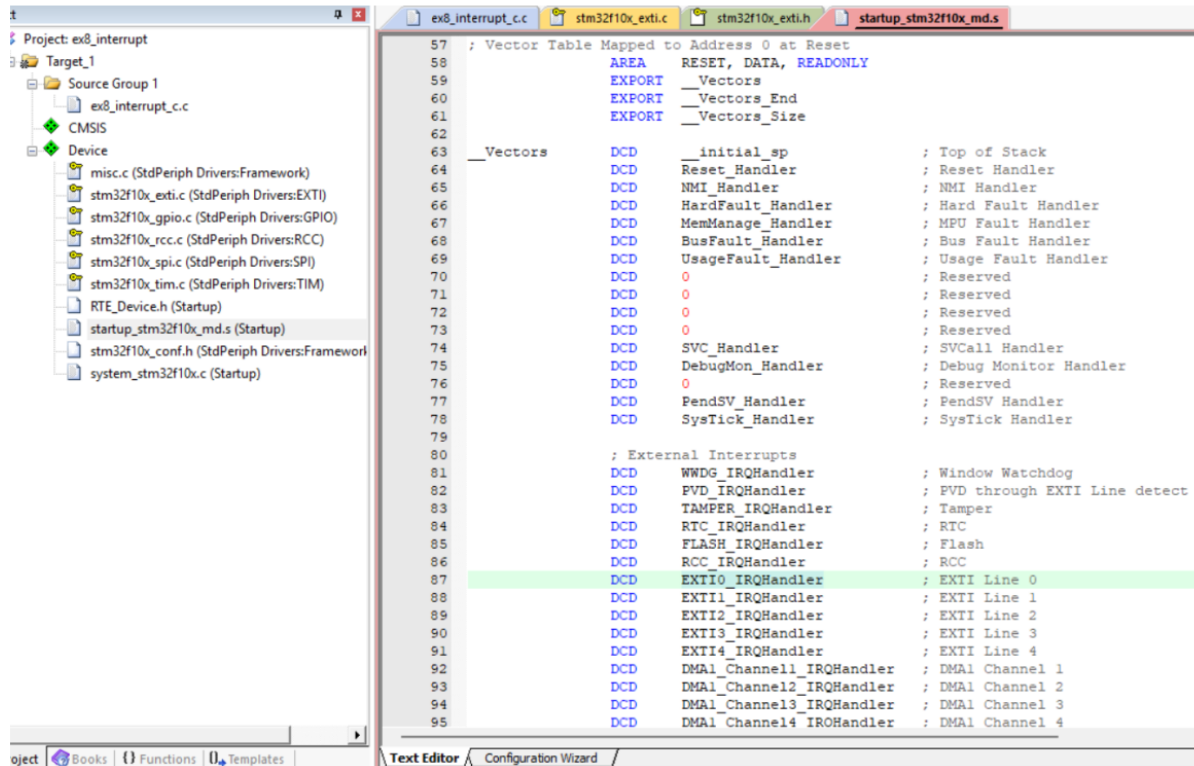 ct
Project: ex8_interrupt
Target_1
Source Group 1
ex8_interrupt_c.c
CMSIS
Device
misc.c (StdPeriph Drivers:Framework)
stm32f10x_exti.c (StdPeriph Drivers:EXTI)
stm32f10x_gpio.c (StdPeriph Drivers:GPIO)
stm32f10x_rcc.c (StdPeriph Drivers:RCC)
stm32f10x_spi.c (StdPeriph Drivers:SPI)
stm32f10x_tim.c (StdPeriph Drivers:TIM)
RTE_Device.h (Startup)
startup_stm32f10x_md.s (Startup)
stm32f10x_conf.h (StdPeriph Drivers:Framework
system_stm32f10x.c (Startup)
oject Books {} Functions 0 Templates
ex8_interrupt_c.c stm32f10x_exti.c stm32f10x_exti.h startup_stm32f10x_md.s
57 ; Vector Table Mapped to Address 0 at Reset
58 AREA RESET, DATA, READONLY
59 EXPORT __Vectors
60 EXPORT __Vectors_End
61 EXPORT __Vectors_Size
62
63 __Vectors DCD __initial_sp ; Top of Stack
64 DCD Reset_Handler ; Reset Handler
65 DCD NMI_Handler ; NMI Handler
66 DCD HardFault_Handler ; Hard Fault Handler
67 DCD MemManage_Handler ; MPU Fault Handler
68 DCD BusFault_Handler ; Bus Fault Handler
69 DCD UsageFault_Handler ; Usage Fault Handler
70 DCD 0 ; Reserved
71 DCD 0 ; Reserved
72 DCD 0 ; Reserved
73 DCD 0 ; Reserved
74 DCD SVC_Handler ; SVCall Handler
75 DCD DebugMon_Handler ; Debug Monitor Handler
76 DCD 0 ; Reserved
77 DCD PendSV_Handler ; PendSV Handler
78 DCD SysTick_Handler ; SysTick Handler
79
80 ; External Interrupts
81 DCD WWDG_IRQHandler ; Window Watchdog
82 DCD PVD_IRQHandler ; PVD through EXTI Line detect
83 DCD TAMPER_IRQHandler ; Tamper
84 DCD RTC_IRQHandler ; RTC
85 DCD FLASH_IRQHandler ; Flash
86 DCD RCC_IRQHandler ; RCC
87 DCD EXTI0_IRQHandler ; EXTI Line 0
88 DCD EXTI1_IRQHandler ; EXTI Line 1
89 DCD EXTI2_IRQHandler ; EXTI Line 2
90 DCD EXTI3_IRQHandler ; EXTI Line 3
91 DCD EXTI4_IRQHandler ; EXTI Line 4
92 DCD DMA1_Channel1_IRQHandler ; DMA1 Channel 1
93 DCD DMA1_Channel2_IRQHandler ; DMA1 Channel 2
94 DCD DMA1_Channel3_IRQHandler ; DMA1 Channel 3
95 DCD DMA1_Channel4_IRQHandler ; DMA1 Channel 4
Text Editor Configuration Wizard